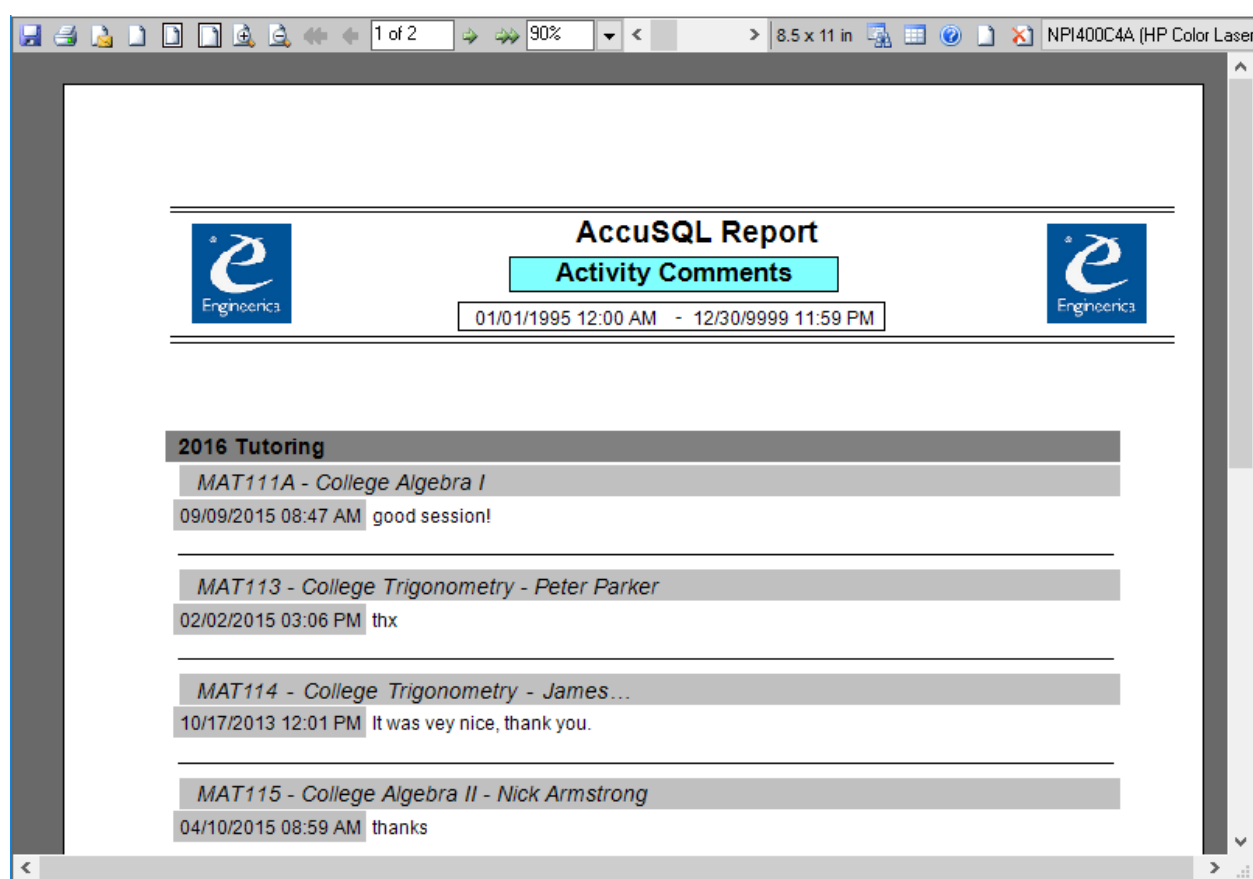 1 of 2 90% 8.5 x 11 in NPI400C4A (HP Color Laser
AccuSQL Report
Activity Comments
Engineerica Engineerica
01/01/1995 12:00 AM - 12/30/9999 11:59 PM
2016 Tutoring
MAT111A - College Algebra I
09/09/2015 08:47 AM good session!
MAT113 - College Trigonometry - Peter Parker
02/02/2015 03:06 PM thx
MAT114 - College Trigonometry - James...
10/17/2013 12:01 PM It was vey nice, thank you.
MAT115 - College Algebra II - Nick Armstrong
04/10/2015 08:59 AM thanks